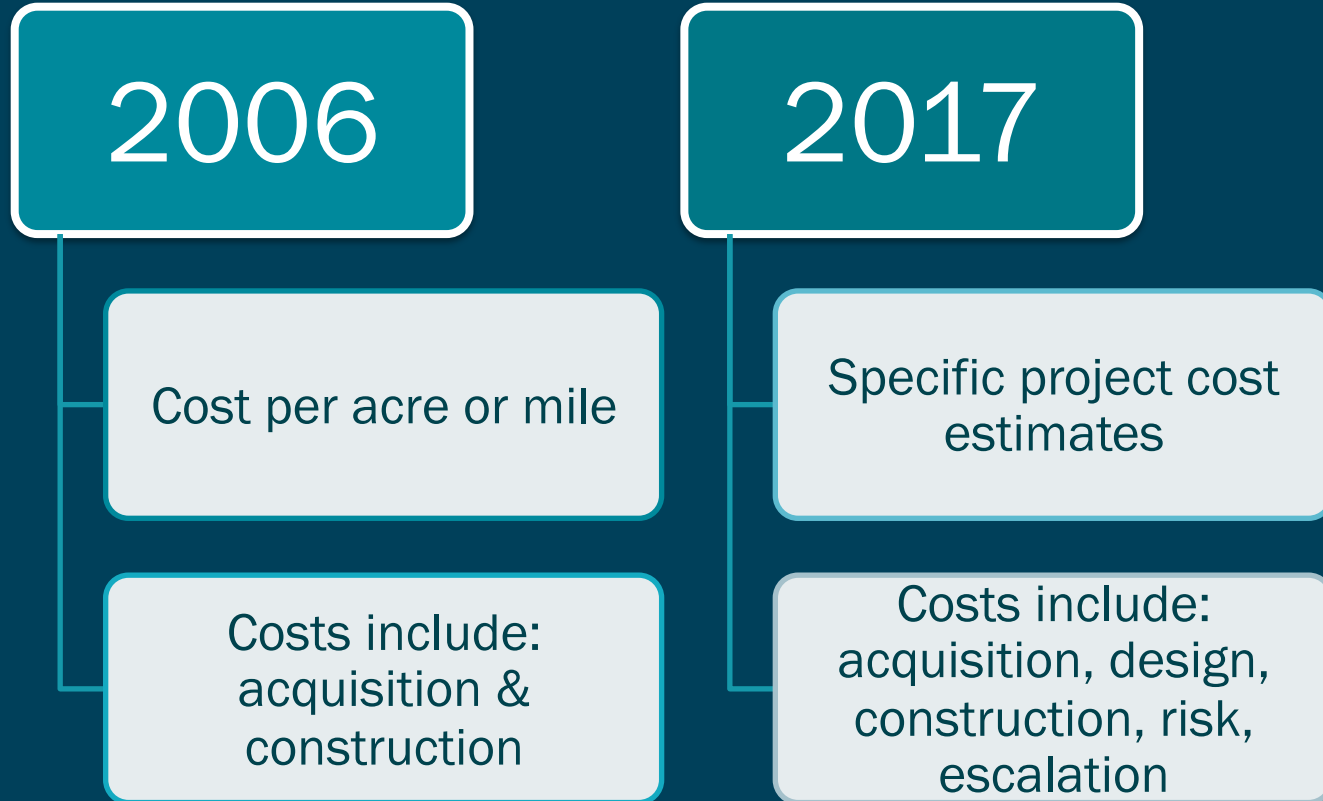 2006
Cost per acre or mile
Costs include:
acquisition &
construction
2017
Specific project cost
estimates
Costs include:
acquisition, design,
construction, risk,
escalation